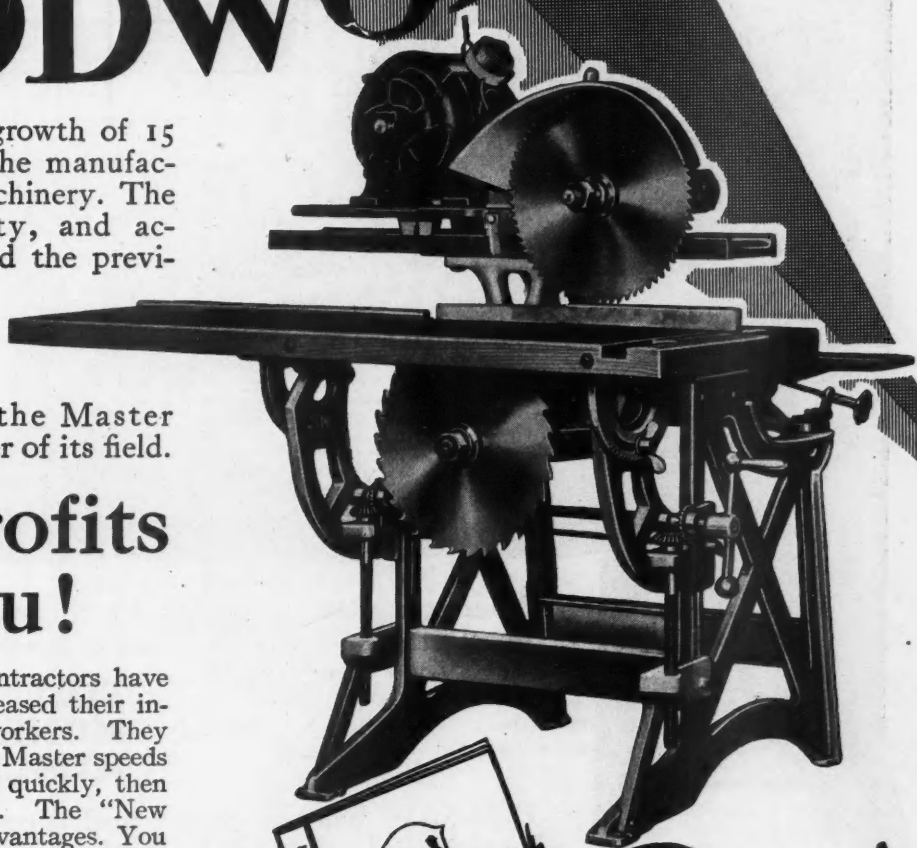 growth of 15
he manufac-
chinery. The
ty, and ac-
d the previ-
the Master
r of its field.
rofits
u!
ntractors have
eased their in-
orkers. They
Master speeds
quickly, then
. The "New
vantages. You